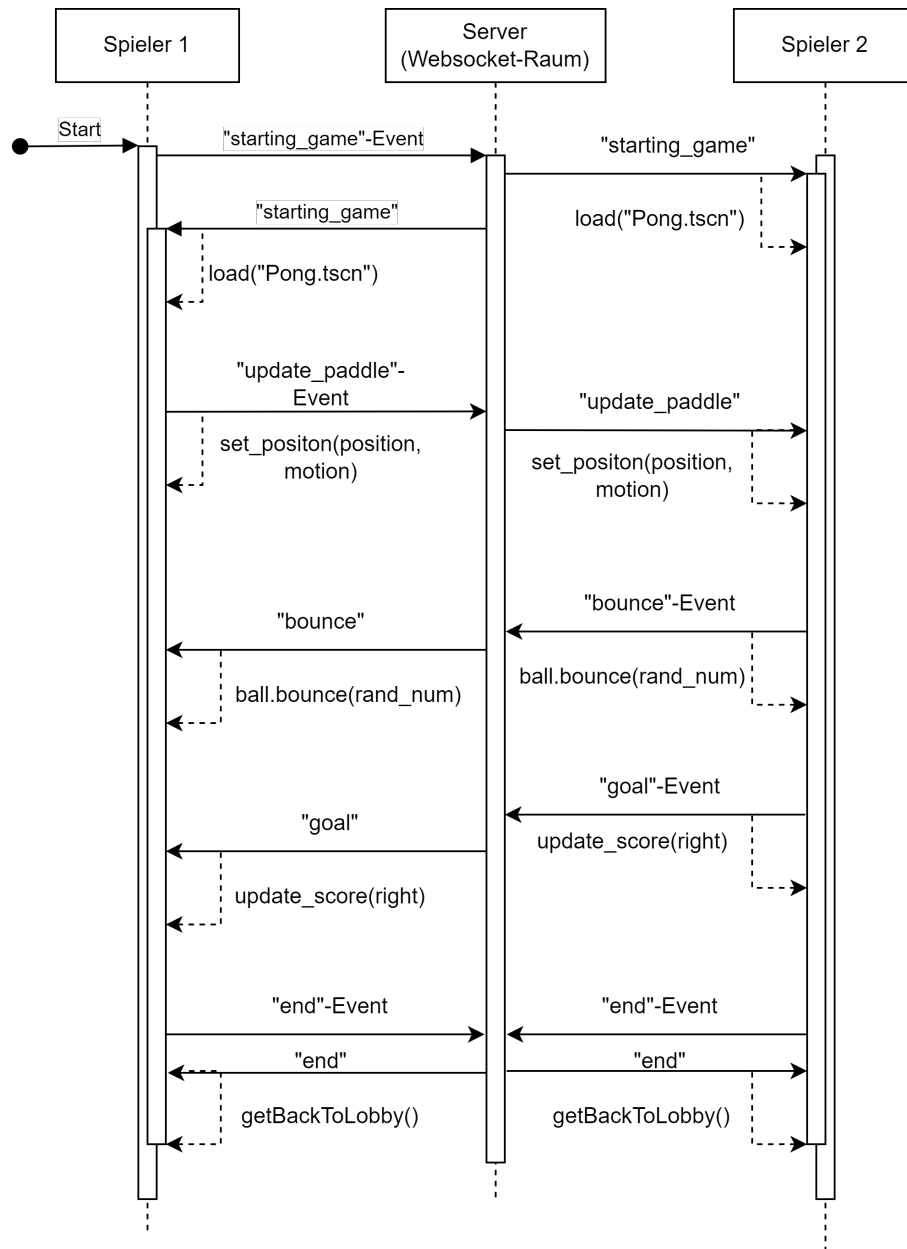 Spieler 1
Server
(Websocket-Raum)
Spieler 2
Start
"starting_game"-Event
"starting_game"
"starting_game"
load("Pong.tscn")
load("Pong.tscn")
"update_paddle"-
Event
"update_paddle"
set_positon(position,
motion)
set_positon(position,
motion)
"bounce"-Event
"bounce"
ball.bounce(rand_num)
ball.bounce(rand_num)
"goal"-Event
"goal"
update_score(right)
update_score(right)
"end"-Event
"end"-Event
"end"
"end"
getBackToLobby()
getBackToLobby()